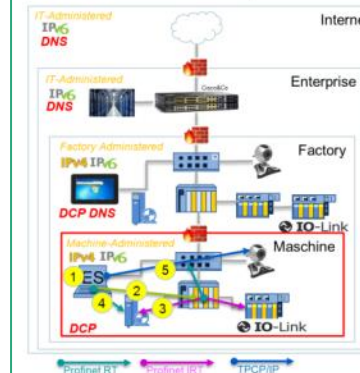 IT-Administered
Internet
IPv6
DNS
IT-Administered
Cisco&Co
Enterprise
IPv6
DNS
Factory Administered
Factory
IPv4 IPv6
DCP DNS
IO-Link
Machine-Administered
Maschine
IPv4 IPv6
1
ES
5
2
4
3
IO-Link
DCP
Profinet RT
Profinet IRT
TPCP/IP